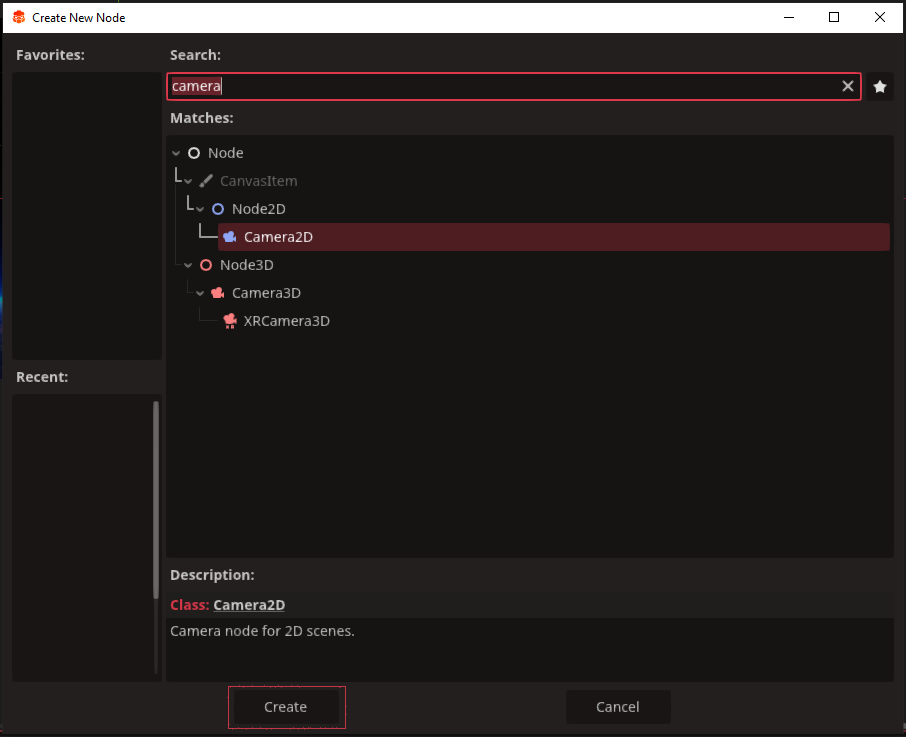 Create New Node
Favorites:
Search:
camera
Matches:
Node
CanvasItem
Node2D
Camera2D
Node3D
Camera3D
XRCamera3D
Recent:
Description:
Class: Camera2D
Camera node for 2D scenes.
Create
Cancel